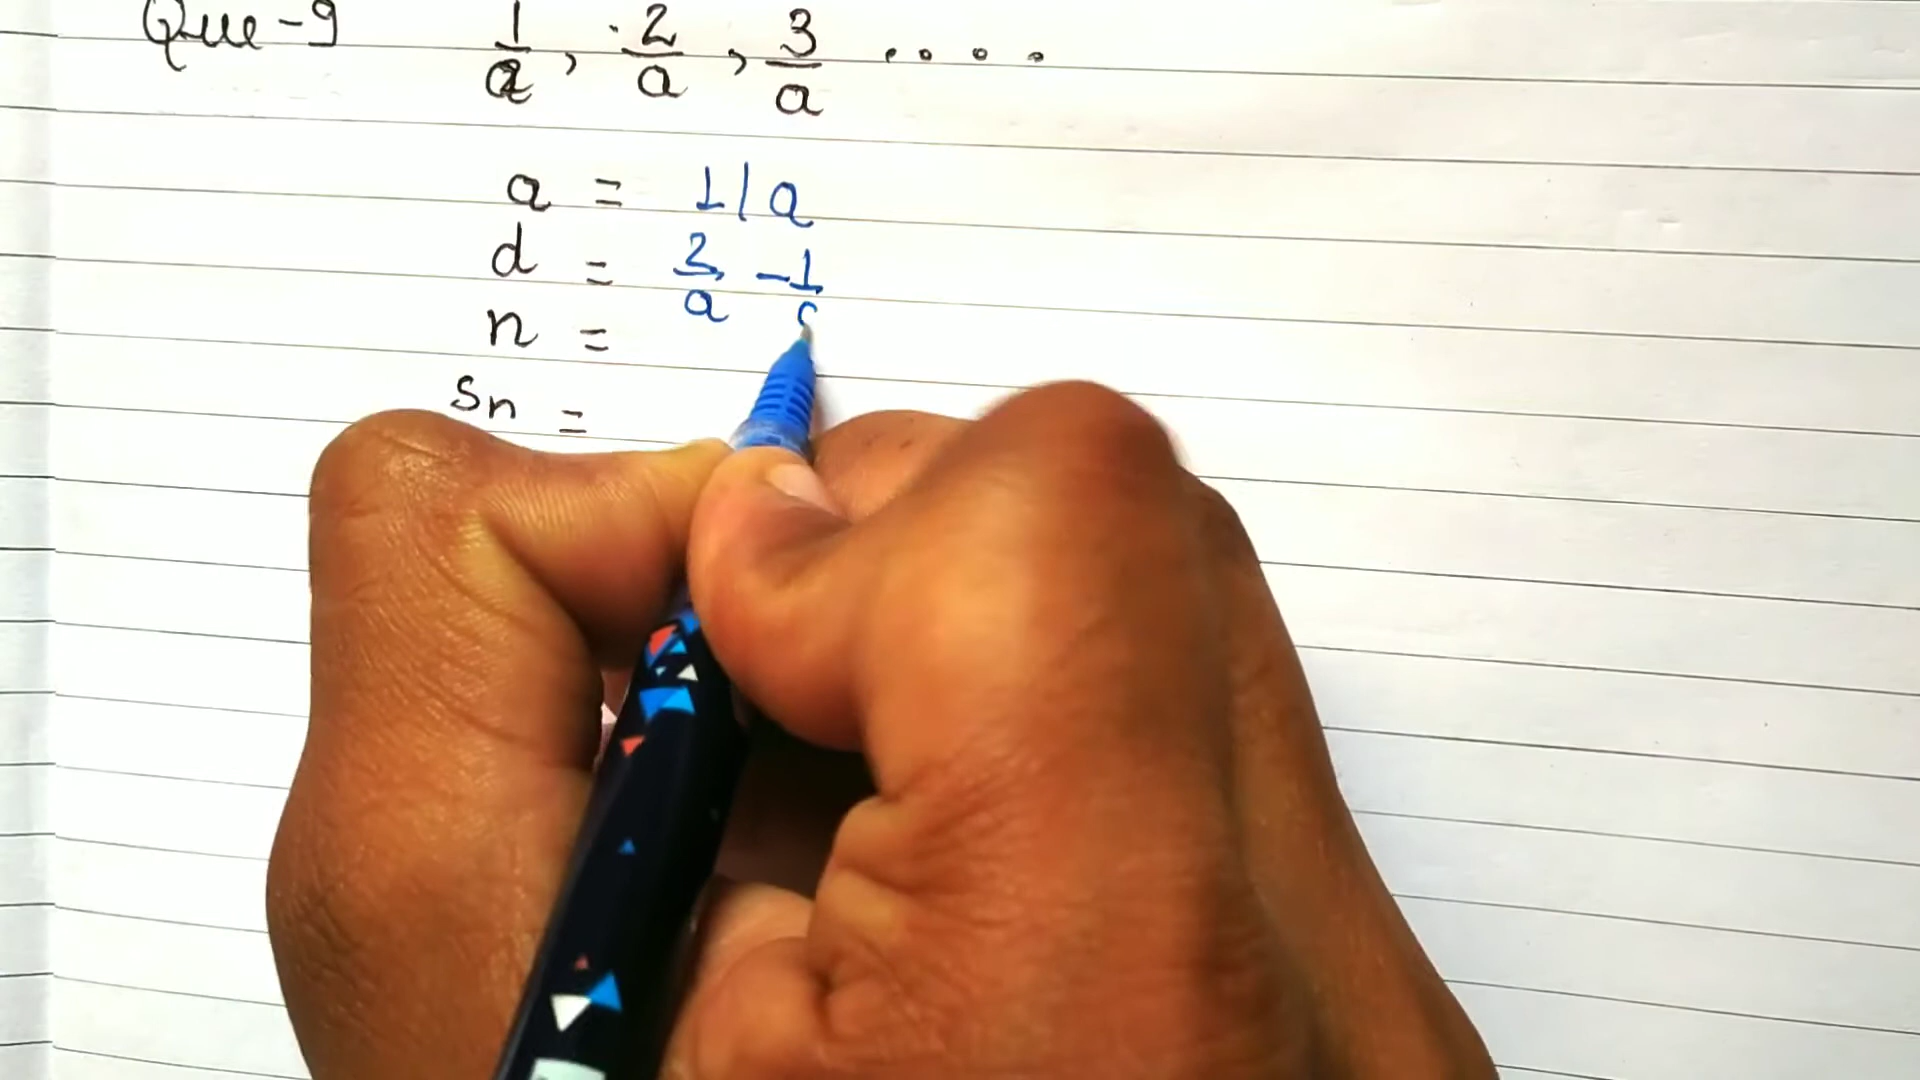 Que-9 1/a, 2/a, 3/a ....
a = 1/a
d = 2/a - 1/
n =
Sn =